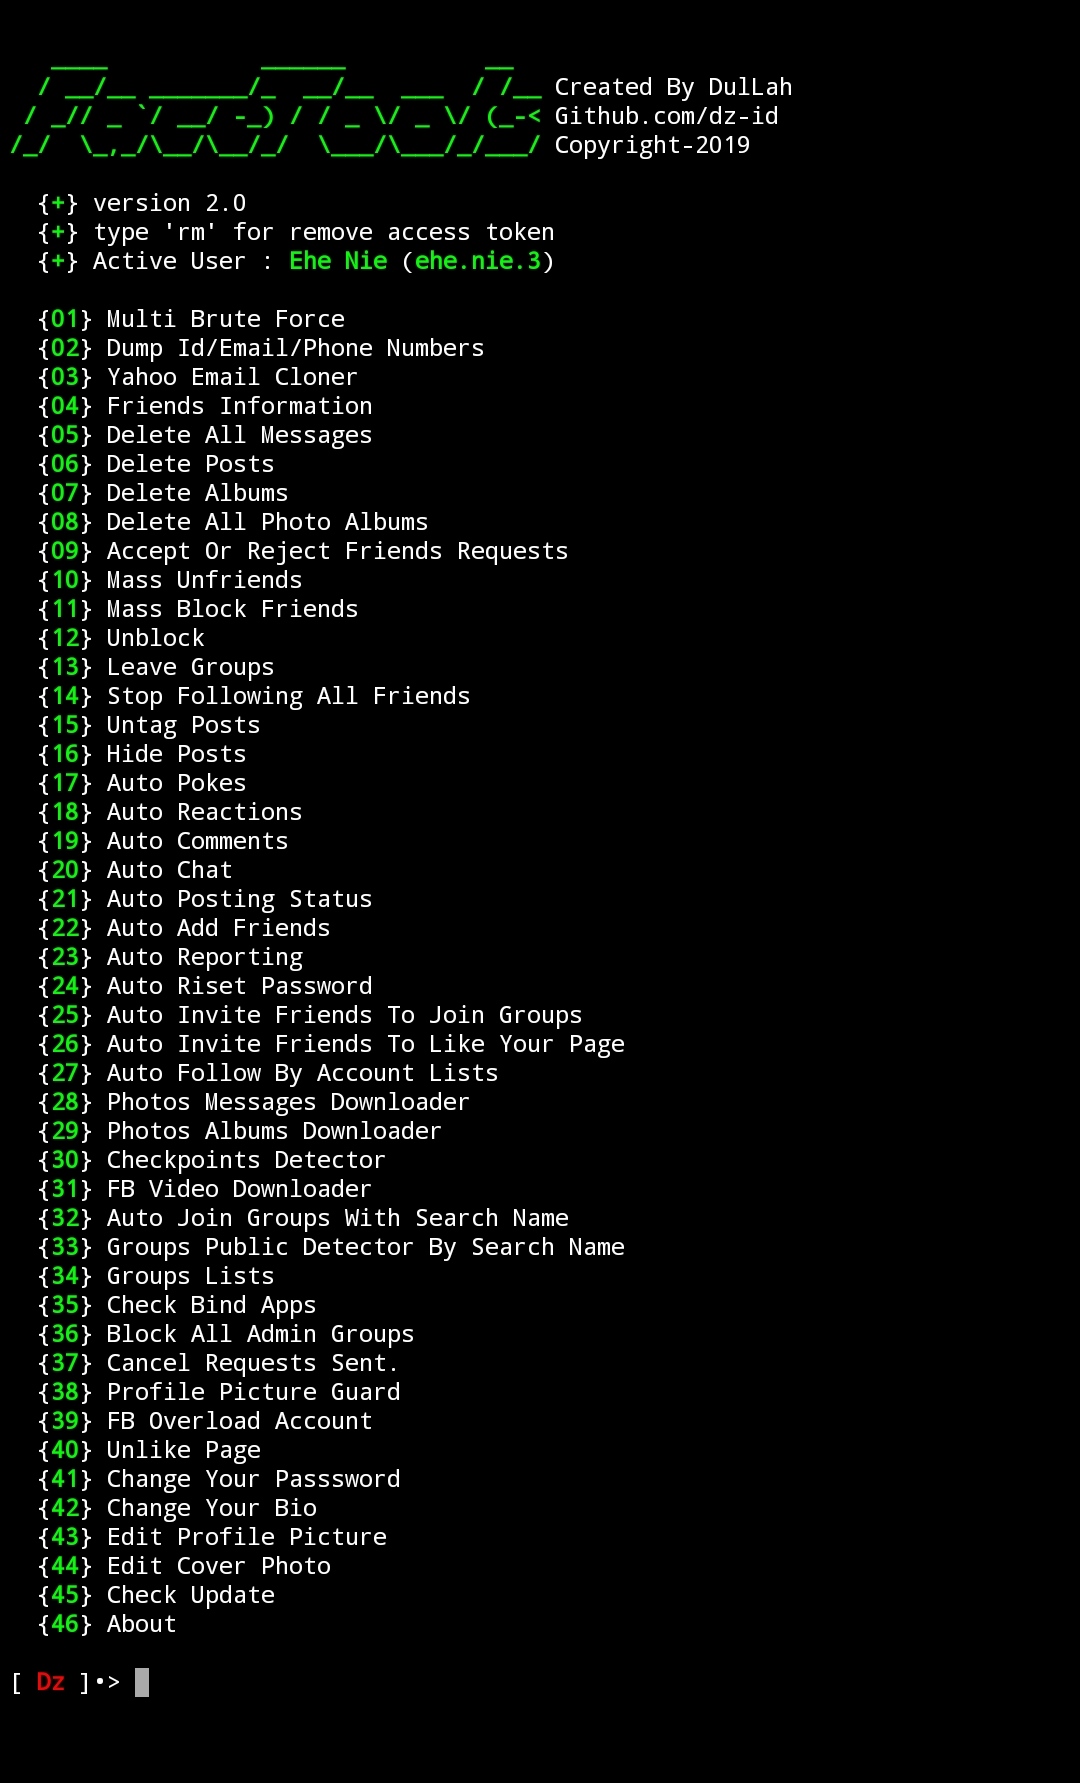 FaceTools
Created By DulLah
Github.com/dz-id
Copyright-2019
{+} version 2.0
{+} type 'rm' for remove access token
{+} Active User : Ehe Nie (ehe.nie.3)
{01} Multi Brute Force
{02} Dump Id/Email/Phone Numbers
{03} Yahoo Email Cloner
{04} Friends Information
{05} Delete All Messages
{06} Delete Posts
{07} Delete Albums
{08} Delete All Photo Albums
{09} Accept Or Reject Friends Requests
{10} Mass Unfriends
{11} Mass Block Friends
{12} Unblock
{13} Leave Groups
{14} Stop Following All Friends
{15} Untag Posts
{16} Hide Posts
{17} Auto Pokes
{18} Auto Reactions
{19} Auto Comments
{20} Auto Chat
{21} Auto Posting Status
{22} Auto Add Friends
{23} Auto Reporting
{24} Auto Riset Password
{25} Auto Invite Friends To Join Groups
{26} Auto Invite Friends To Like Your Page
{27} Auto Follow By Account Lists
{28} Photos Messages Downloader
{29} Photos Albums Downloader
{30} Checkpoints Detector
{31} FB Video Downloader
{32} Auto Join Groups With Search Name
{33} Groups Public Detector By Search Name
{34} Groups Lists
{35} Check Bind Apps
{36} Block All Admin Groups
{37} Cancel Requests Sent.
{38} Profile Picture Guard
{39} FB Overload Account
{40} Unlike Page
{41} Change Your Passsword
{42} Change Your Bio
{43} Edit Profile Picture
{44} Edit Cover Photo
{45} Check Update
{46} About
[ Dz ]•>